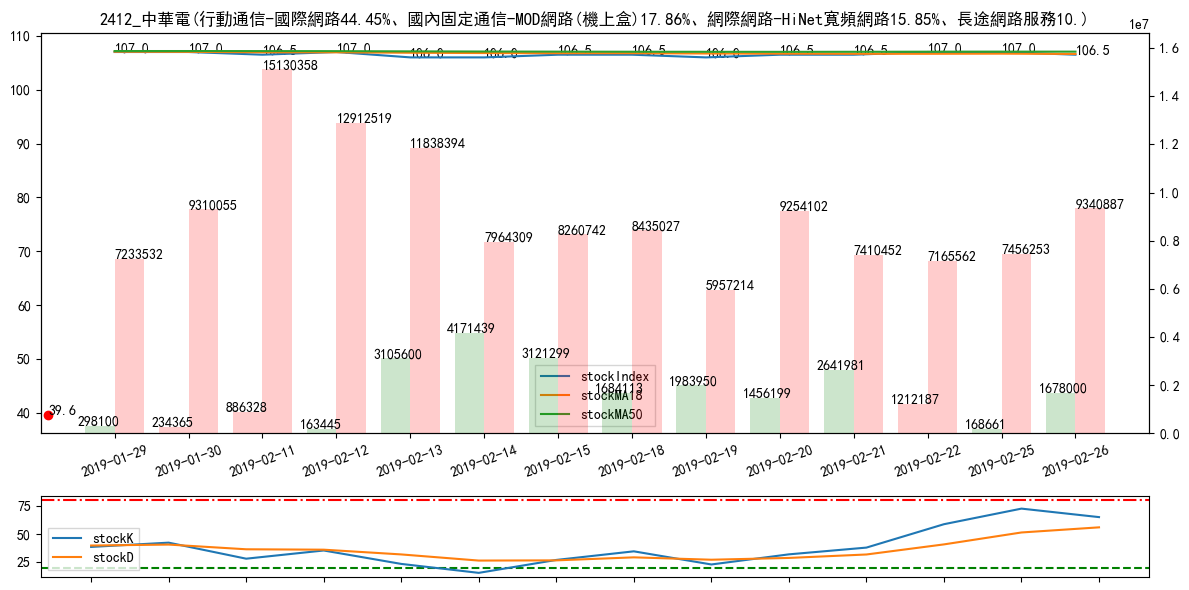 2412_中華電(行動通信-國際網路44.45%、國內固定通信-MOD網路(機上盒)17.86%、網際網路-HiNet寬頻網路15.85%、長途網路服務10.)
1e7
110
100
90
80
70
60
50
40
1.6
1.4
1.2
1.0
0.8
0.6
0.4
0.2
0.0
107.0 107.0 106.5 107.0 106.0 106.0 106.5 106.5 106.0 106.5 106.5 107.0 107.0 106.5
7233532 9310055 15130358 12912519 11838394 7964309 8260742 8435027 5957214 9254102 7410452 7165562 7456253 9340887
298100 234365 886328 163445 3105600 4171439 3121299 1684113 1983950 1456199 2641981 1212187 168661 1678000
39.6
stockIndex
stockMA18
stockMA50
2019-01-29 2019-01-30 2019-02-11 2019-02-12 2019-02-13 2019-02-14 2019-02-15 2019-02-18 2019-02-19 2019-02-20 2019-02-21 2019-02-22 2019-02-25 2019-02-26
75
50
25
stockK
stockD